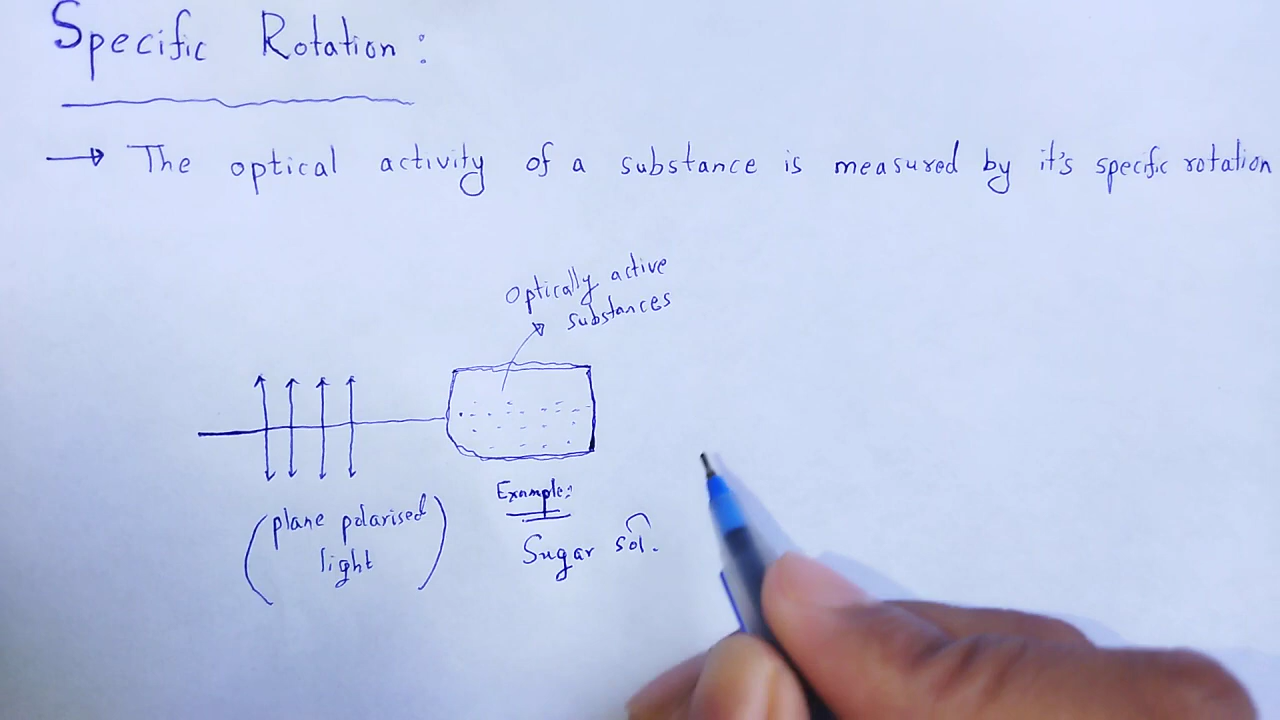 Specific Rotation:
→ The optical activity of a substance is measured by it's specific rotation
Optically active
substances
(plane polarised
light)
Example:
Sugar sol.